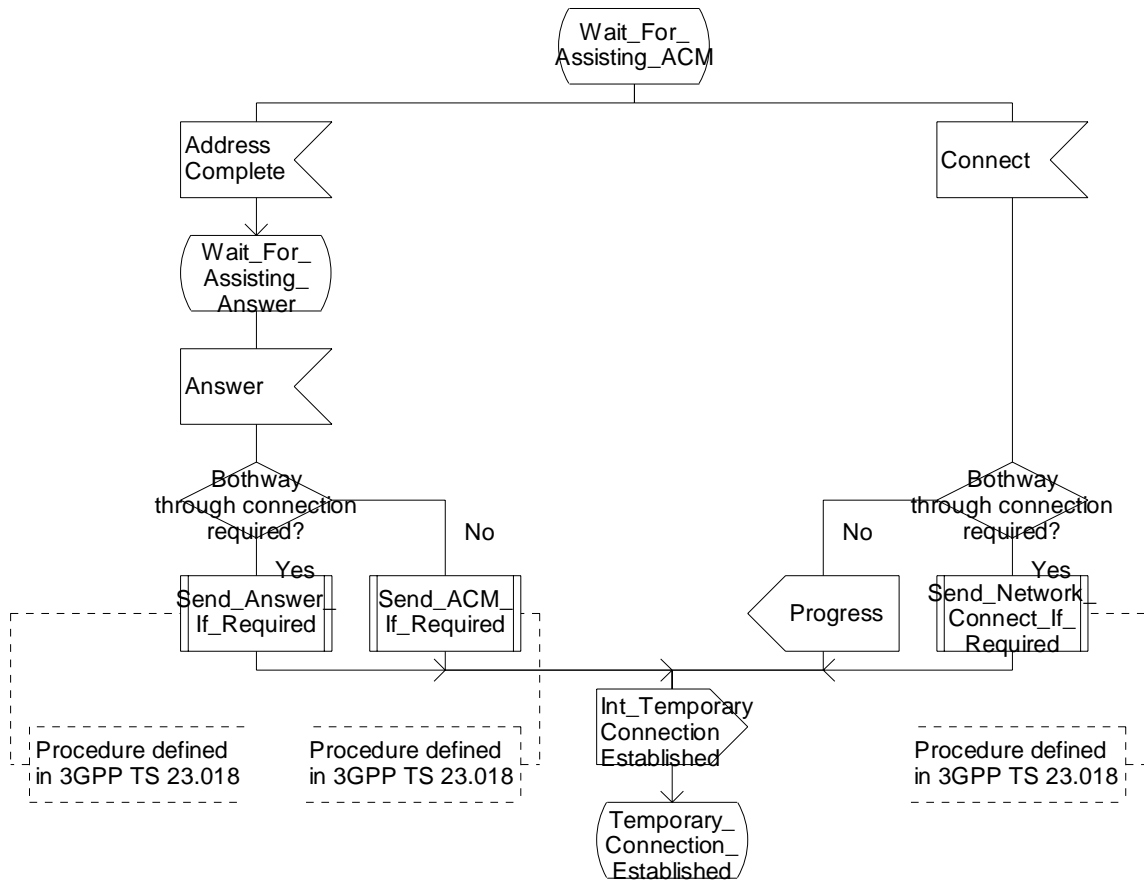 Wait_For_
Assisting_ACM
Address
Complete
Connect
Wait_For_
Assisting_
Answer
Answer
Bothway
through connection
required?
No
Yes
Bothway
through connection
required?
No
Yes
Send_Answer_
If_Required
Send_ACM_
If_Required
Progress
Send_Network_
Connect_If_
Required
Int_Temporary
Connection
Established
Procedure defined
in 3GPP TS 23.018
Procedure defined
in 3GPP TS 23.018
Procedure defined
in 3GPP TS 23.018
Temporary_
Connection_
Established